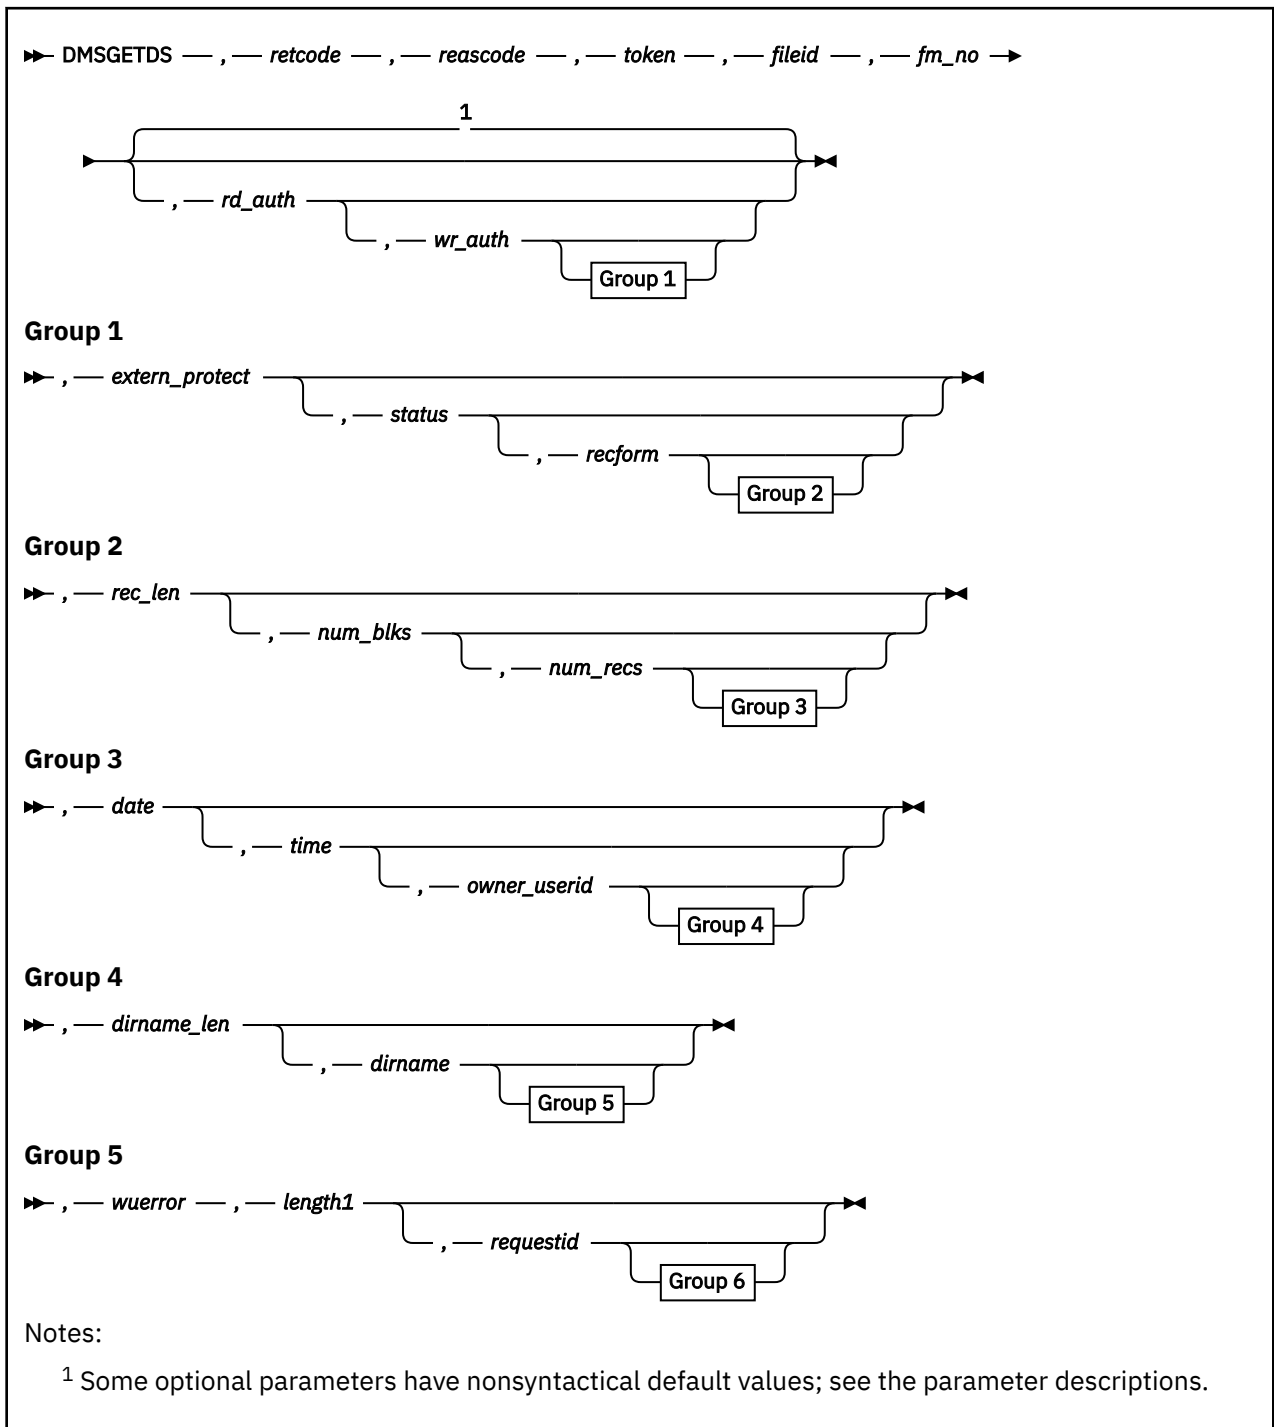 DMSGETDS , retcode , reascode , token , fileid , fm_no
1
, rd_auth
, wr_auth
Group 1
Group 1
, extern_protect
, status
, recform
Group 2
Group 2
, rec_len
, num_blks
, num_recs
Group 3
Group 3
, date
, time
, owner_userid
Group 4
Group 4
, dirname_len
, dirname
Group 5
Group 5
, wuerror , length1
, requestid
Group 6
Notes:
1 Some optional parameters have nonsyntactical default values; see the parameter descriptions.